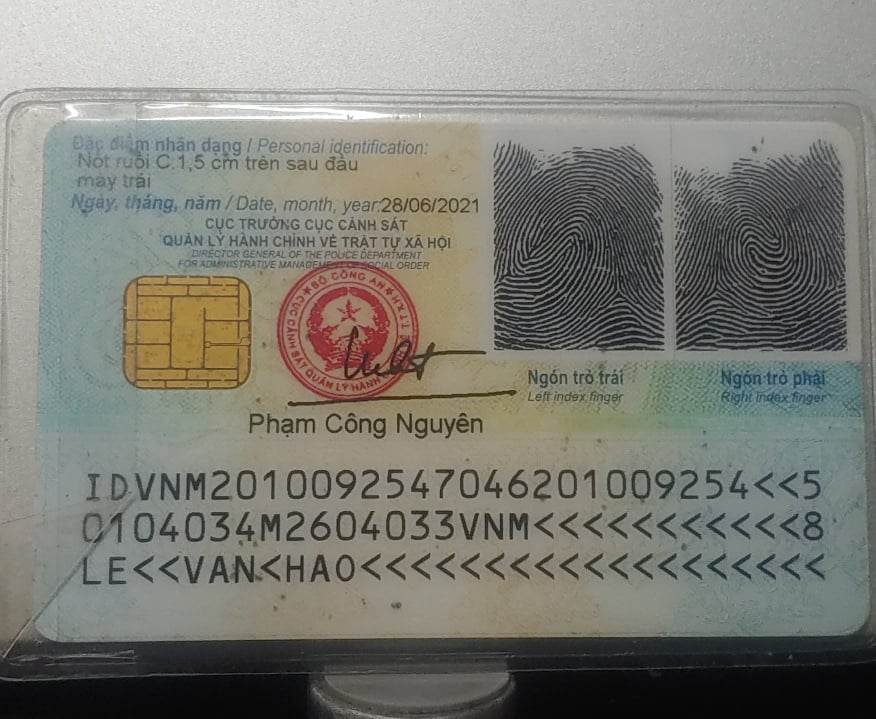 Đặc điểm nhân dạng / Personal identification:
Nốt ruồi C.1,5 cm trên sau đầu
mày trái
Ngày, tháng, năm / Date, month, year:28/06/2021
CỤC TRƯỞNG CỤC CẢNH SÁT
QUẢN LÝ HÀNH CHÍNH VỀ TRẬT TỰ XÃ HỘI
DIRECTOR GENERAL OF THE POLICE DEPARTMENT
FOR ADMINISTRATIVE MANAGEMENT OF SOCIAL ORDER
BỘ CÔNG AN
CỤC CẢNH SÁT QUẢN LÝ HÀNH
Phạm Công Nguyên
Ngón trỏ trái
Left index finger
Ngón trỏ phải
Right index finger
IDVNM2010092547046201009254<<5
0104034M2604033VNM<<<<<<<<<<<8
LE<<VAN<HAO<<<<<<<<<<<<<<<<<<<